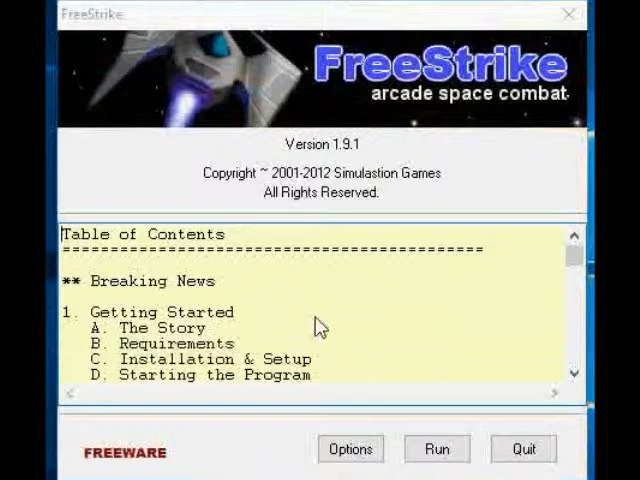 FreeStrike
FreeStrike
arcade space combat
Version 1.9.1
Copyright ~ 2001-2012 Simulastion Games
All Rights Reserved.
Table of Contents
============================================
** Breaking News
1. Getting Started
A. The Story
B. Requirements
C. Installation & Setup
D. Starting the Program
FREEWARE
Options
Run
Quit